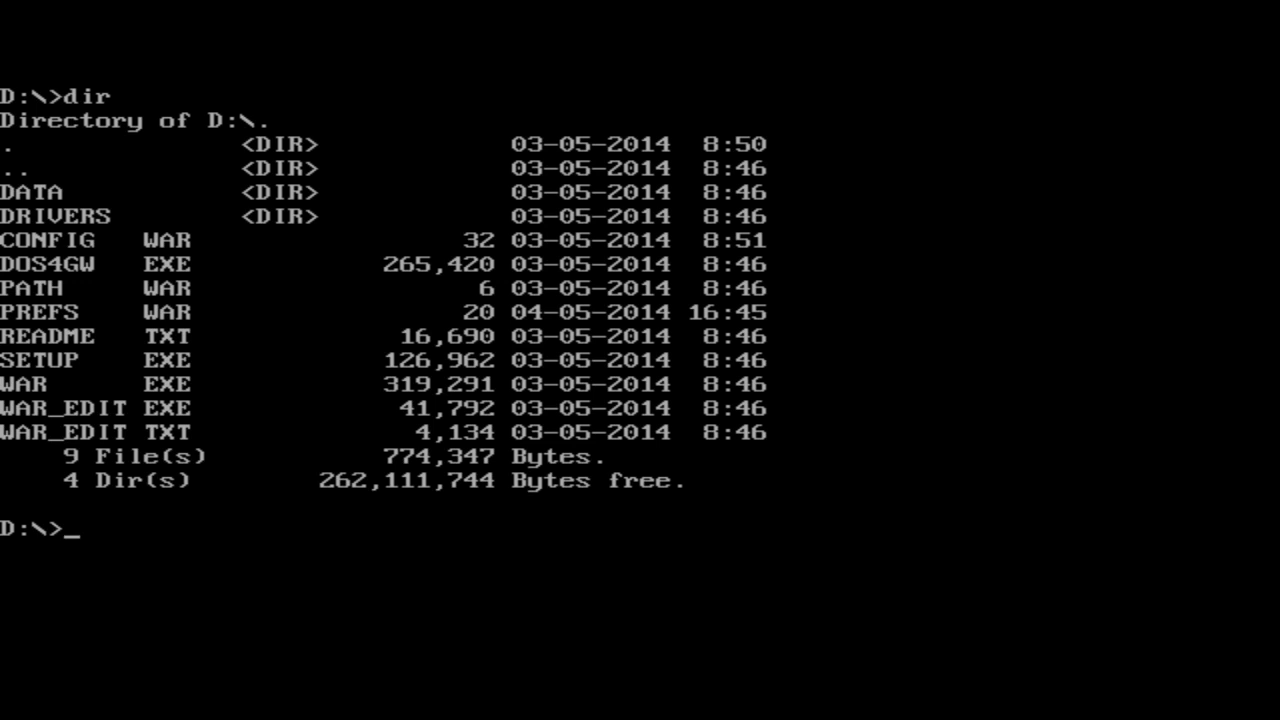 D:\>dir
Directory of D:\.
.              <DIR>            03-05-2014  8:50
..             <DIR>            03-05-2014  8:46
DATA           <DIR>            03-05-2014  8:46
DRIVERS        <DIR>            03-05-2014  8:46
CONFIG   WAR                 32 03-05-2014  8:51
DOS4GW   EXE            265,420 03-05-2014  8:46
PATH     WAR                  6 03-05-2014  8:46
PREFS    WAR                 20 04-05-2014 16:45
README   TXT             16,690 03-05-2014  8:46
SETUP    EXE            126,962 03-05-2014  8:46
WAR      EXE            319,291 03-05-2014  8:46
WAR_EDIT EXE             41,792 03-05-2014  8:46
WAR_EDIT TXT              4,134 03-05-2014  8:46
    9 File(s)           774,347 Bytes.
    4 Dir(s)        262,111,744 Bytes free.
D:\>_